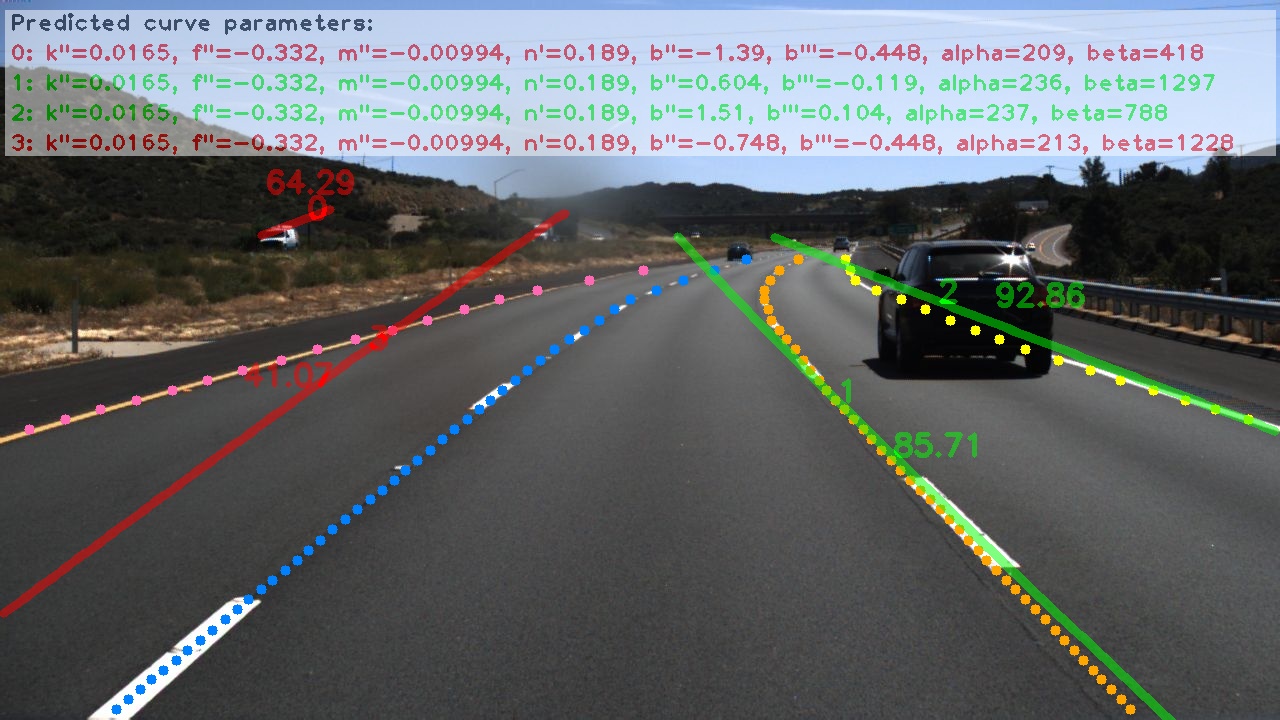 Predicted curve parameters:
0: k''=0.0165, f''=−0.332, m''=−0.00994, n'=0.189, b''=−1.39, b'''=−0.448, alpha=209, beta=418
1: k''=0.0165, f''=−0.332, m''=−0.00994, n'=0.189, b''=0.604, b'''=−0.119, alpha=236, beta=1297
2: k''=0.0165, f''=−0.332, m''=−0.00994, n'=0.189, b''=1.51, b'''=0.104, alpha=237, beta=788
3: k''=0.0165, f''=−0.332, m''=−0.00994, n'=0.189, b''=−0.748, b'''=−0.448, alpha=213, beta=1228
64.29
0
2 92.86
3
41.07
1
85.71